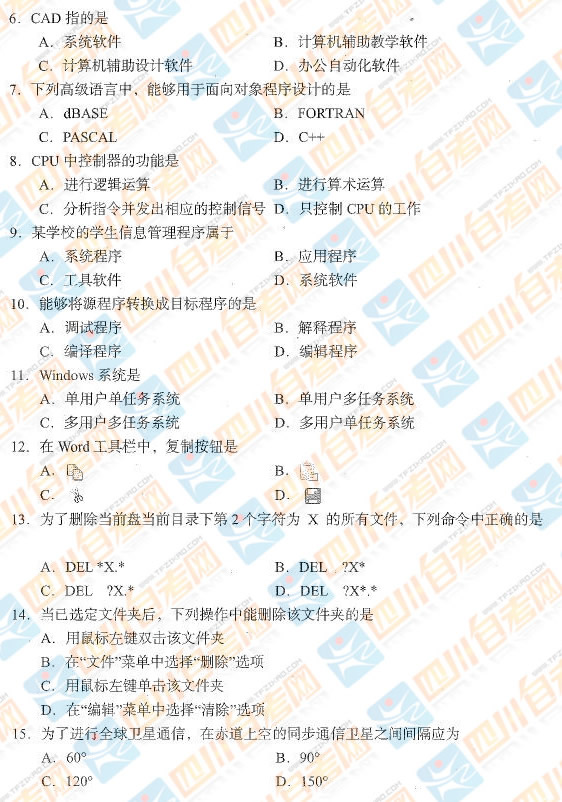 6. CAD 指的是
A. 系统软件 B. 计算机辅助教学软件
C. 计算机辅助设计软件 D. 办公自动化软件
7. 下列高级语言中，能够用于面向对象程序设计的是
A. dBASE B. FORTRAN
C. PASCAL D. C++
8. CPU 中控制器的功能是
A. 进行逻辑运算 B. 进行算术运算
C. 分析指令并发出相应的控制信号 D. 只控制 CPU 的工作
9. 某学校的学生信息管理程序属于
A. 系统程序 B. 应用程序
C. 工具软件 D. 系统软件
10. 能够将源程序转换成目标程序的是
A. 调试程序 B. 解释程序
C. 编译程序 D. 编辑程序
11. Windows 系统是
A. 单用户单任务系统 B. 单用户多任务系统
C. 多用户多任务系统 D. 多用户单任务系统
12. 在 Word 工具栏中，复制按钮是
A. B.
C. D.
13. 为了删除当前盘当前目录下第 2 个字符为 X 的所有文件，下列命令中正确的是
A. DEL *X.* B. DEL ?X*
C. DEL ?X.* D. DEL ?X*.*
14. 当已选定文件夹后，下列操作中能删除该文件夹的是
A. 用鼠标左键双击该文件夹
B. 在“文件”菜单中选择“删除”选项
C. 用鼠标左键单击该文件夹
D. 在“编辑”菜单中选择“清除”选项
15. 为了进行全球卫星通信，在赤道上空的同步通信卫星之间间隔应为
A. 60° B. 90°
C. 120° D. 150°
四川自考网
WWW.TPZIKAO.COM